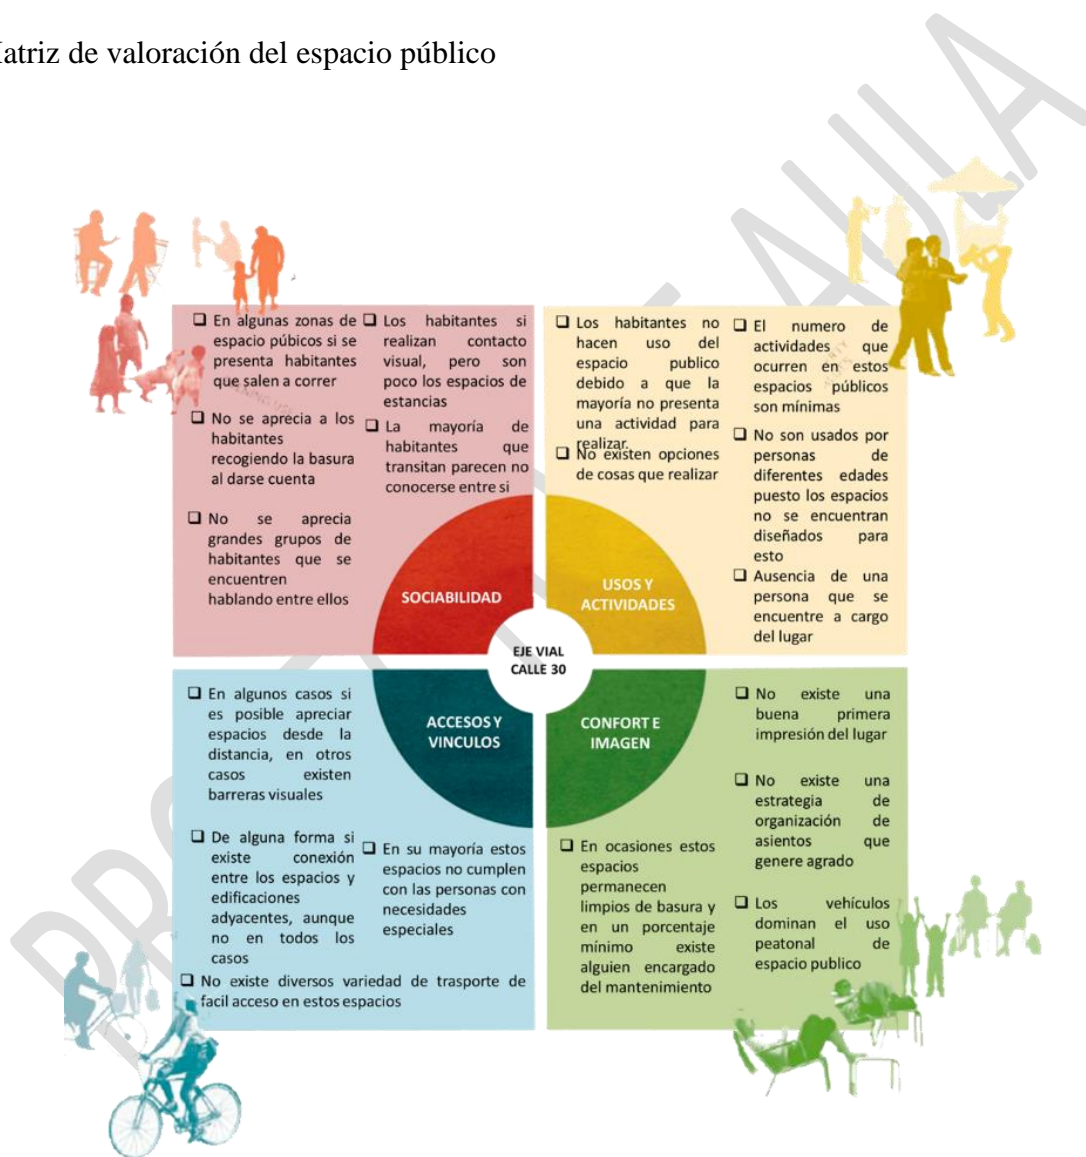 atriz de valoración del espacio público
❑ En algunas zonas de
espacio púbicos si se
presenta habitantes
que salen a correr
❑ No se aprecia a los
habitantes
recogiendo la basura
al darse cuenta
❑ No se aprecia
grandes grupos de
habitantes que se
encuentren
hablando entre ellos
❑ Los habitantes si
realizan contacto
visual, pero son
poco los espacios de
estancias
❑ La mayoría de
habitantes que
transitan parecen no
conocerse entre si
SOCIABILIDAD
❑ Los habitantes no
hacen uso del
espacio publico
debido a que la
mayoría no presenta
una actividad para
realizar.
❑ No existen opciones
de cosas que realizar
❑ El numero de
actividades que
ocurren en estos
espacios públicos
son mínimas
❑ No son usados por
personas de
diferentes edades
puesto los espacios
no se encuentran
diseñados para
esto
❑ Ausencia de una
persona que se
encuentre a cargo
del lugar
USOS Y
ACTIVIDADES
EJE VIAL
CALLE 30
❑ En algunos casos si
es posible apreciar
espacios desde la
distancia, en otros
casos existen
barreras visuales
❑ De alguna forma si
existe conexión
entre los espacios y
edificaciones
adyacentes, aunque
no en todos los
casos
❑ En su mayoría estos
espacios no cumplen
con las personas con
necesidades
especiales
❑ No existe diversos variedad de trasporte de
facil acceso en estos espacios
ACCESOS Y
VINCULOS
CONFORT E
IMAGEN
❑ En ocasiones estos
espacios
permanecen
limpios de basura y
en un porcentaje
mínimo existe
alguien encargado
del mantenimiento
❑ No existe una
buena primera
impresión del lugar
❑ No existe una
estrategia de
organización de
asientos que
genere agrado
❑ Los vehículos
dominan el uso
peatonal de
espacio publico
AULA